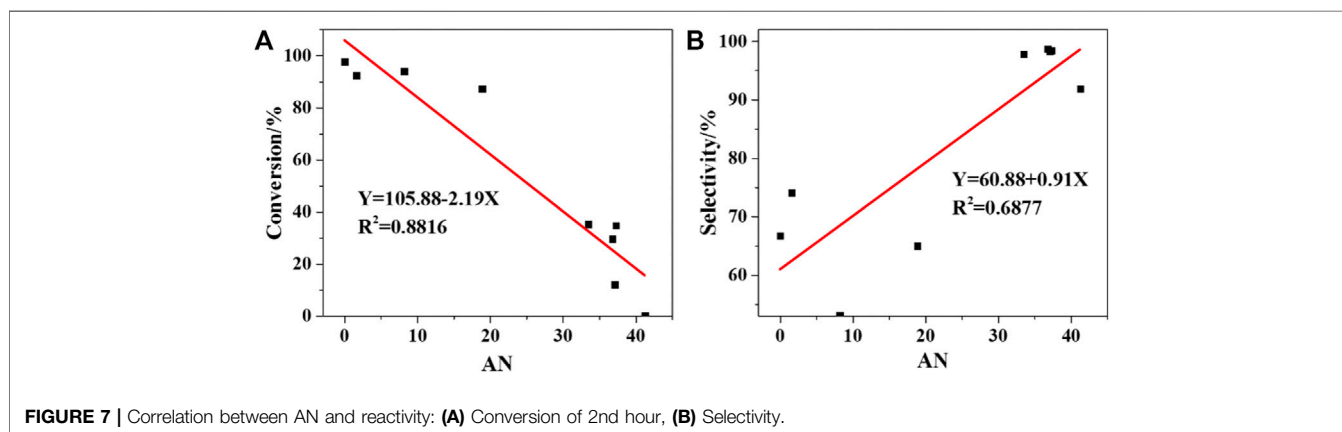 A
Conversion/%
100
80
60
40
20
0
Y=105.88-2.19X
R²=0.8816
0 10 20 30 40
AN
B
Selectivity/%
100
90
80
70
60
Y=60.88+0.91X
R²=0.6877
0 10 20 30 40
AN
FIGURE 7 | Correlation between AN and reactivity: (A) Conversion of 2nd hour, (B) Selectivity.